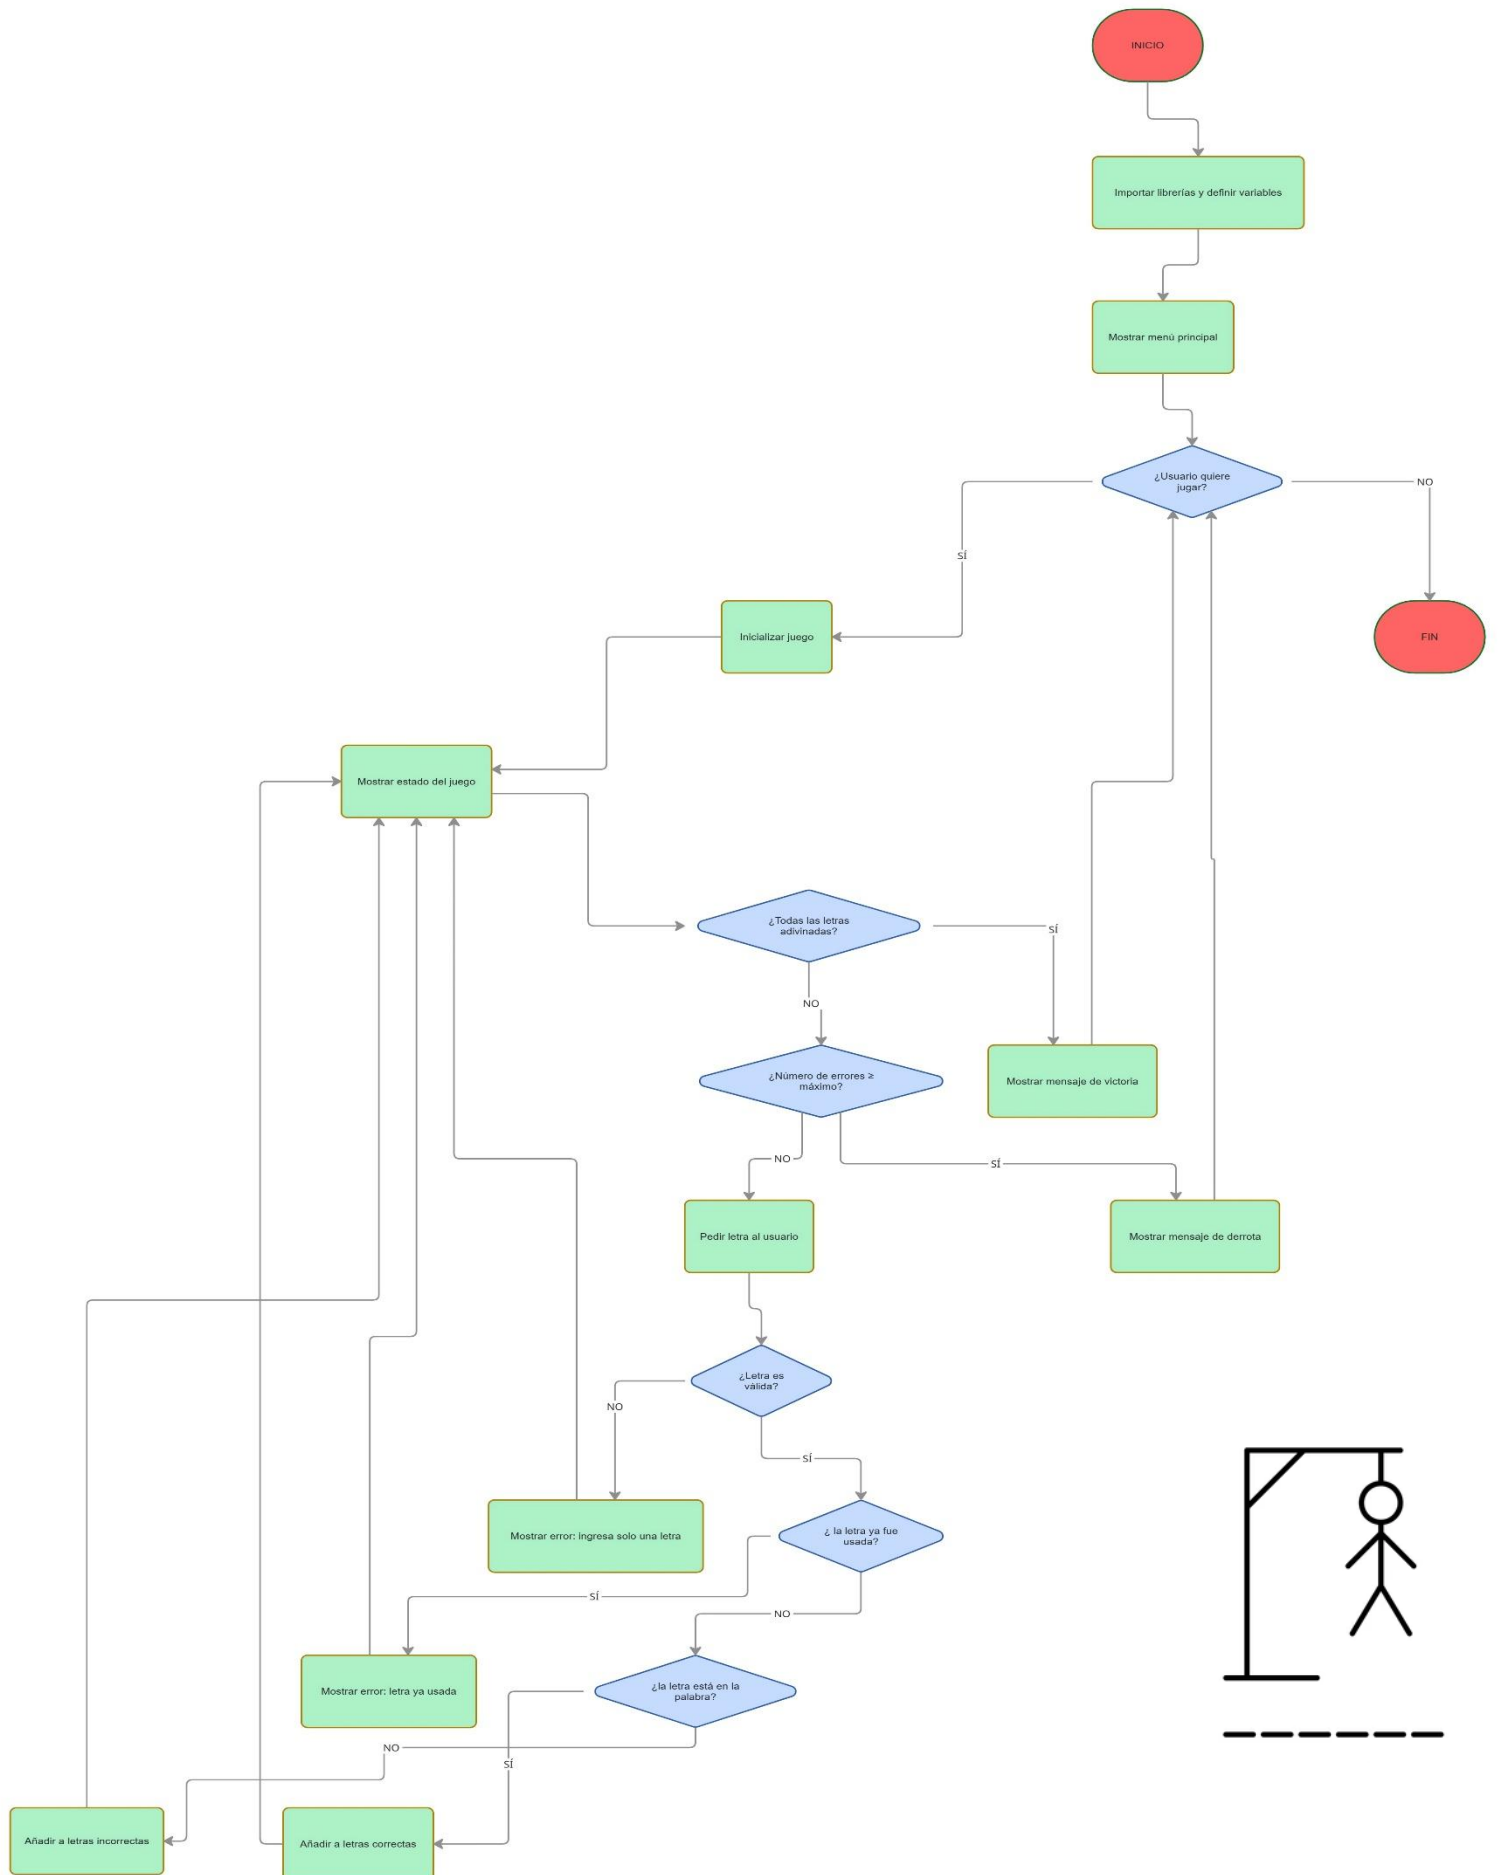 INICIO
Importar librerías y definir variables
Mostrar menú principal
¿Usuario quiere
jugar?
NO
SÍ
Inicializar juego
FIN
Mostrar estado del juego
¿Todas las letras
adivinadas?
SÍ
NO
¿Número de errores ≥
máximo?
Mostrar mensaje de victoria
NO
SÍ
Pedir letra al usuario
Mostrar mensaje de derrota
¿Letra es
válida?
NO
SÍ
Mostrar error: ingresa solo una letra
¿ la letra ya fue
usada?
SÍ
NO
Mostrar error: letra ya usada
¿la letra está en la
palabra?
NO
SÍ
Añadir a letras incorrectas
Añadir a letras correctas